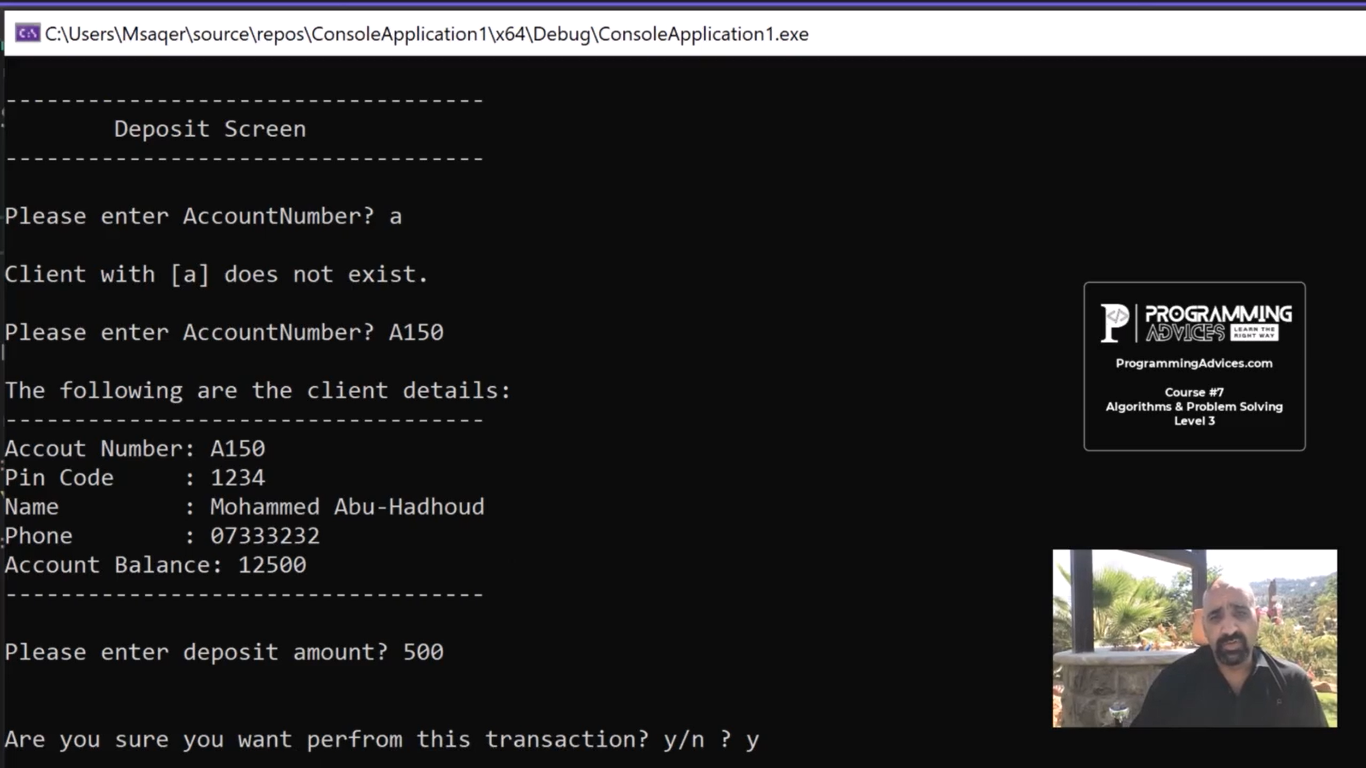 C:\Users\Msaqer\source\repos\ConsoleApplication1\x64\Debug\ConsoleApplication1.exe
-----------------------------------
Deposit Screen
-----------------------------------
Please enter AccountNumber? a
Client with [a] does not exist.
Please enter AccountNumber? A150
The following are the client details:
-----------------------------------
Accout Number: A150
Pin Code : 1234
Name : Mohammed Abu-Hadhoud
Phone : 07333232
Account Balance: 12500
-----------------------------------
Please enter deposit amount? 500
Are you sure you want perfrom this transaction? y/n ? y
PROGRAMMING
ADVICES LEARN THE RIGHT WAY
ProgrammingAdvices.com
Course #7
Algorithms & Problem Solving
Level 3